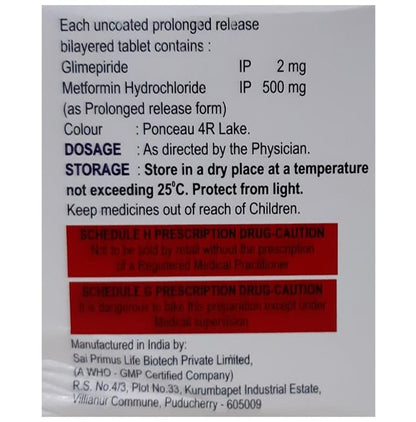 Each uncoated prolonged release
bilayered tablet contains :
Glimepiride IP 2 mg
Metformin Hydrochloride IP 500 mg
(as Prolonged release form)
Colour : Ponceau 4R Lake.
DOSAGE : As directed by the Physician.
STORAGE : Store in a dry place at a temperature
not exceeding 25°C. Protect from light.
Keep medicines out of reach of Children.
SCHEDULE H PRESCRIPTION DRUG-CAUTION
Not to be sold by retail without the prescription
of a Registered Medical Practitioner
SCHEDULE G PRESCRIPTION DRUG-CAUTION
It is dangerous to take this preparation except under
Medical supervision
Manufactured in India by:
Sai Primus Life Biotech Private Limited,
(A WHO - GMP Certified Company)
R.S. No.4/3, Plot No.33, Kurumbapet Industrial Estate,
Villianur Commune, Puducherry - 605009